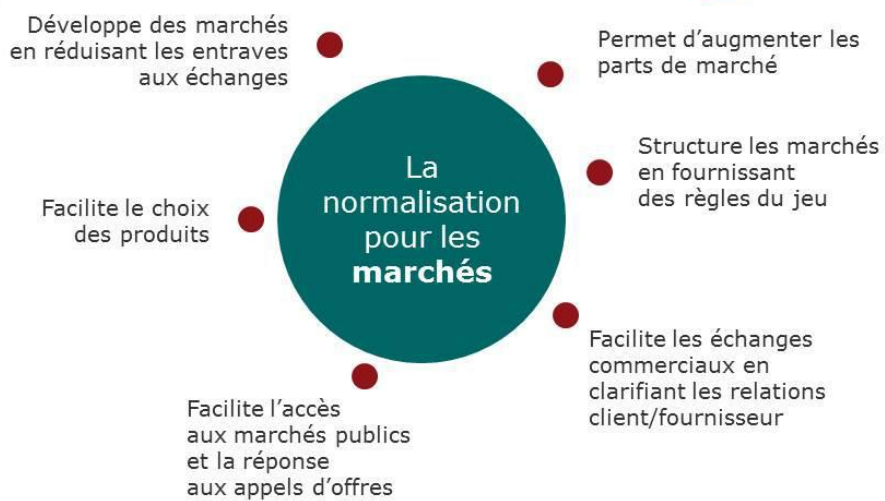 Développe des marchés
en réduisant les entraves
aux échanges
Permet d'augmenter les
parts de marché
Structure les marchés
en fournissant
des règles du jeu
La
normalisation
pour les
marchés
Facilite le choix
des produits
Facilite les échanges
commerciaux en
clarifiant les relations
client/fournisseur
Facilite l'accès
aux marchés publics
et la réponse
aux appels d'offres